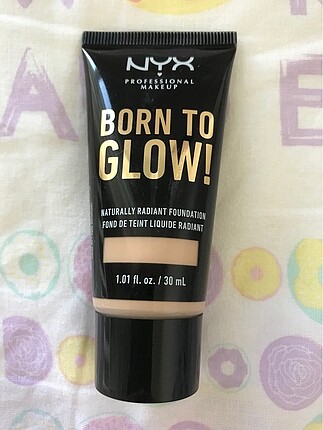 NYX
PROFESSIONAL
MAKEUP
BORN TO
GLOW!
NATURALLY RADIANT FOUNDATION
FOND DE TEINT LIQUIDE RADIANT
1.01 fl. oz. / 30 mL
A
E